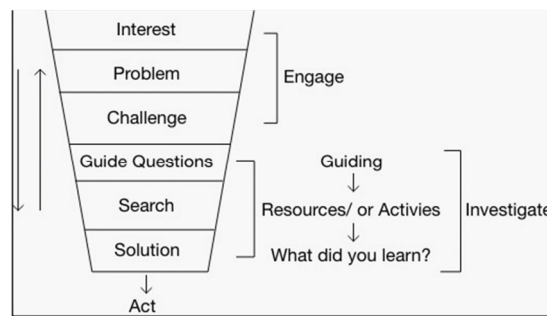 Interest
Problem
Engage
Challenge
Guide Questions
Guiding
Search
Resources/ or Activies
Investigate
Solution
What did you learn?
Act